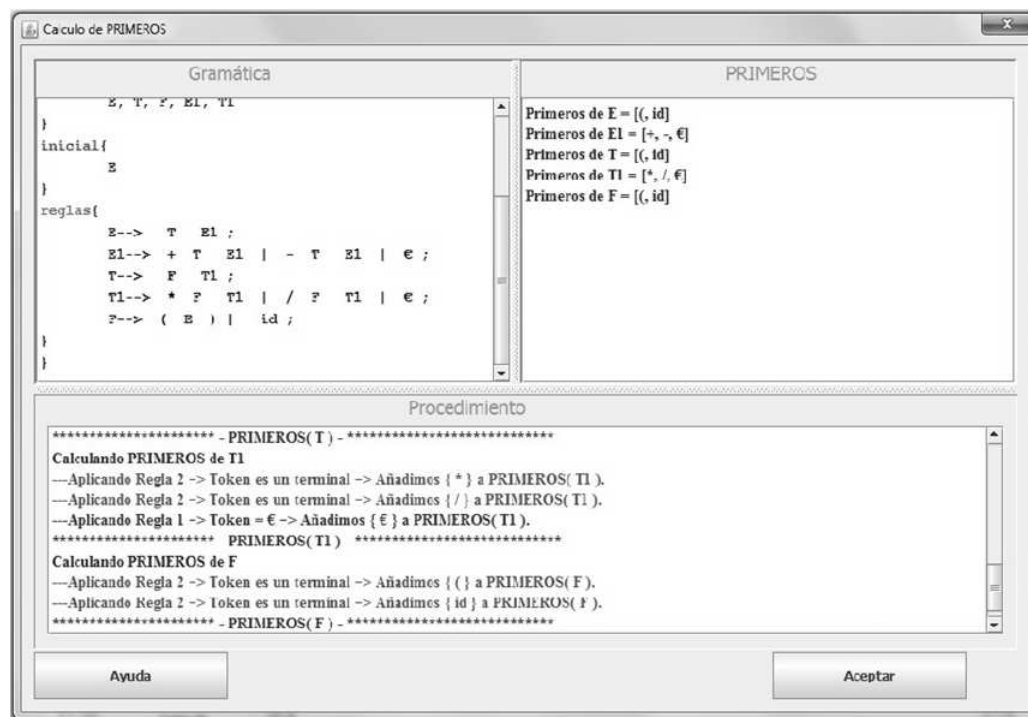 Calculo de PRIMEROS
Gramática
E, T, F, E1, T1
}
inicial{
E
}
reglas{
E--> T E1 ;
E1--> + T E1 | - T E1 | € ;
T--> F T1 ;
T1--> * F T1 | / F T1 | € ;
F--> ( E ) | id ;
}
}
PRIMEROS
Primeros de E = [(, id]
Primeros de E1 = [+, -, €]
Primeros de T = [(, id]
Primeros de T1 = [*, /, €]
Primeros de F = [(, id]
Procedimiento
********************** - PRIMEROS( T ) - ****************************
Calculando PRIMEROS de T1
---Aplicando Regla 2 -> Token es un terminal -> Añadimos { * } a PRIMEROS( T1 ).
---Aplicando Regla 2 -> Token es un terminal -> Añadimos { / } a PRIMEROS( T1 ).
---Aplicando Regla 1 -> Token = € -> Añadimos { € } a PRIMEROS( T1 ).
********************** PRIMEROS( T1 ) ****************************
Calculando PRIMEROS de F
---Aplicando Regla 2 -> Token es un terminal -> Añadimos { ( } a PRIMEROS( F ).
---Aplicando Regla 2 -> Token es un terminal -> Añadimos { id } a PRIMEROS( F ).
********************** - PRIMEROS( F ) - ****************************
Ayuda
Aceptar